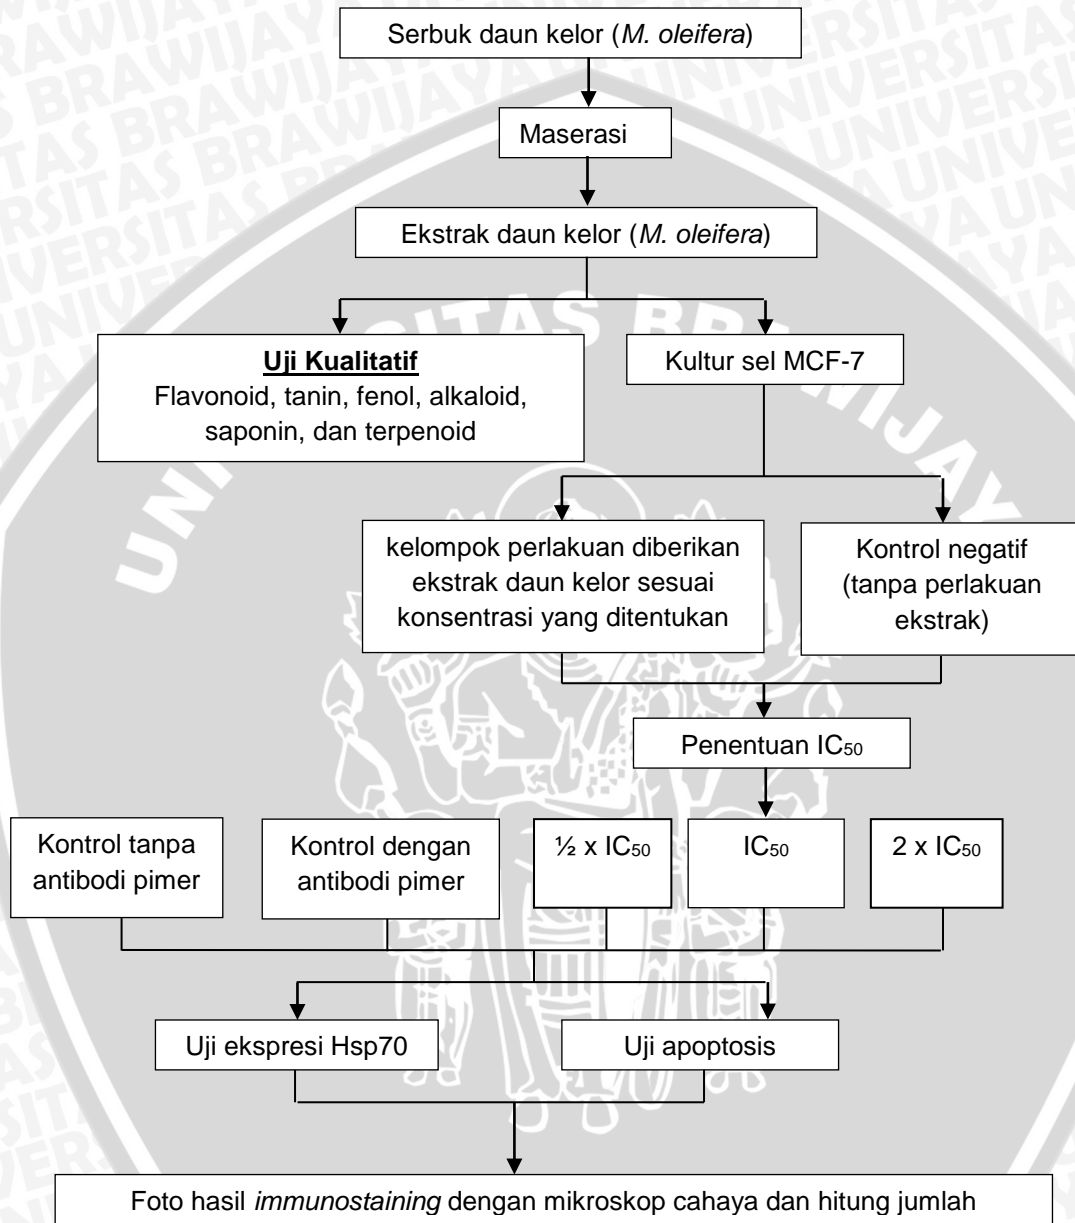 Serbuk daun kelor (M. oleifera)
Maserasi
Ekstrak daun kelor (M. oleifera)
Uji Kualitatif
Flavonoid, tanin, fenol, alkaloid,
saponin, dan terpenoid
Kultur sel MCF-7
kelompok perlakuan diberikan
ekstrak daun kelor sesuai
konsentrasi yang ditentukan
Kontrol negatif
(tanpa perlakuan
ekstrak)
Penentuan IC₅₀
Kontrol tanpa
antibodi pimer
Kontrol dengan
antibodi pimer
½ x IC₅₀
IC₅₀
2 x IC₅₀
Uji ekspresi Hsp70
Uji apoptosis
Foto hasil immunostaining dengan mikroskop cahaya dan hitung jumlah